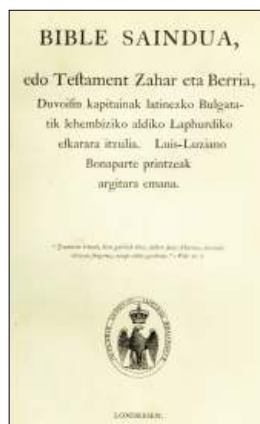 BIBLE SAINDUA,
edo Teſtament Zahar eta Berria,
Duvoiſin kapitainak latinezko Bulgata-
tik lehembiziko aldiko Laphurdiko
eſkarara itzulia. Luis-Luziano
Bonaparte printzeak
argitara emana.
LONDRESEN.